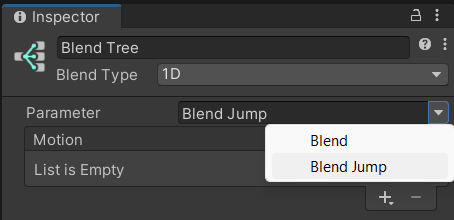 Inspector
Blend Tree
Blend Type 1D
Parameter Blend Jump
Motion
Blend
List is Empty
Blend Jump